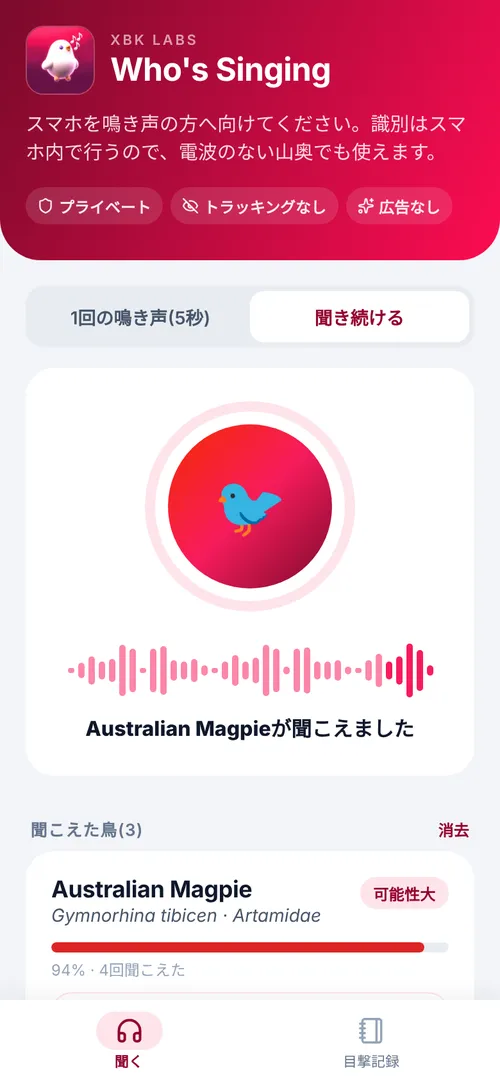 XBK LABS
Who's Singing
スマホを鳴き声の方へ向けてください。識別はスマ
ホ内で行うので、電波のない山奥でも使えます。
プライベート
トラッキングなし
広告なし
1回の鳴き声(5秒)
聞き続ける
Australian Magpieが聞こえました
聞こえた鳥(3)
消去
Australian Magpie
可能性大
Gymnorhina tibicen · Artamidae
94% · 4回聞こえた
聞く
目撃記録